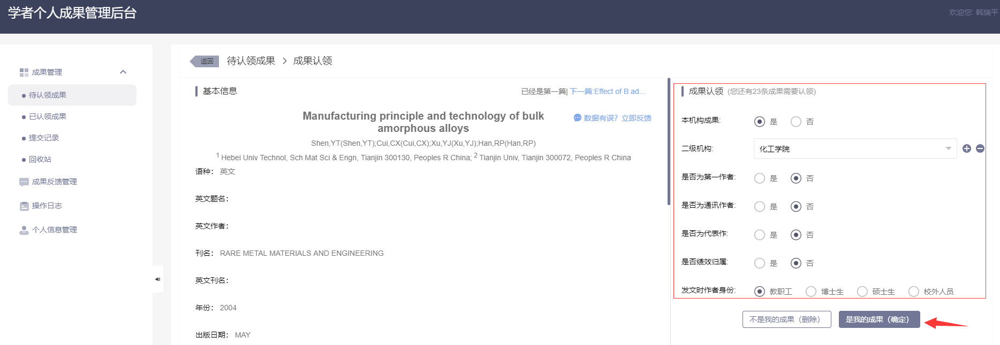 学者个人成果管理后台
欢迎您: 韩瑞平
成果管理
待认领成果
已认领成果
提交记录
回收站
成果反馈管理
操作日志
个人信息管理
返回 待认领成果 > 成果认领
基本信息
已经是第一篇| 下一篇:Effect of B ad...
Manufacturing principle and technology of bulk
amorphous alloys
数据有误？立即反馈
Shen,YT(Shen,YT);Cui,CX(Cui,CX);Xu,YJ(Xu,YJ);Han,RP(Han,RP)
1 Hebei Univ Technol, Sch Mat Sci & Engn, Tianjin 300130, Peoples R China; 2 Tianjin Univ, Tianjin 300072, Peoples R China
语种： 英文
英文题名：
英文作者：
刊名： RARE METAL MATERIALS AND ENGINEERING
英文刊名：
年份： 2004
出版日期： MAY
成果认领 (您还有23条成果需要认领)
本机构成果: 是 否
二级机构: 化工学院
是否为第一作者: 是 否
是否为通讯作者: 是 否
是否为代表作: 是 否
是否绩效归属: 是 否
发文时作者身份: 教职工 博士生 硕士生 校外人员
不是我的成果（删除） 是我的成果（确定）